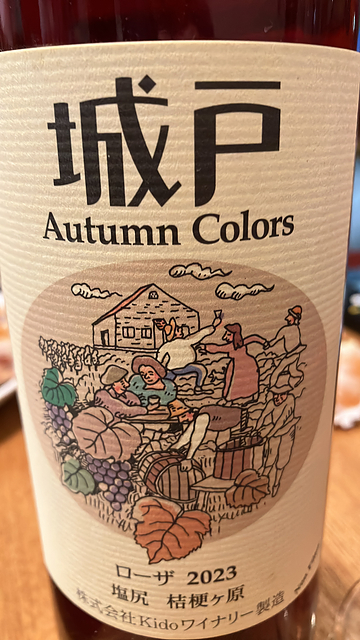 城戸
Autumn Colors
ローザ 2023
塩尻 桔梗ヶ原
株式会社Kidoワイナリー製造